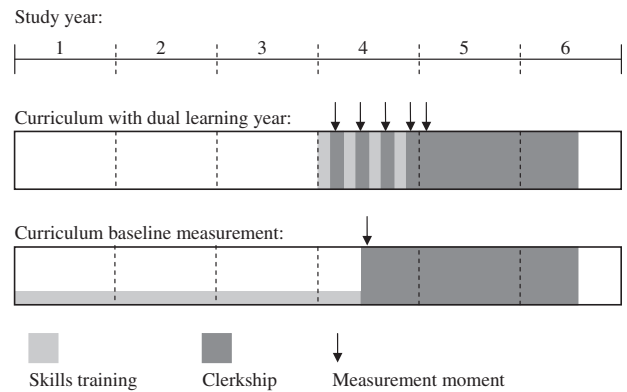 Study year:
1 2 3 4 5 6
Curriculum with dual learning year:
Curriculum baseline measurement:
Skills training Clerkship Measurement moment